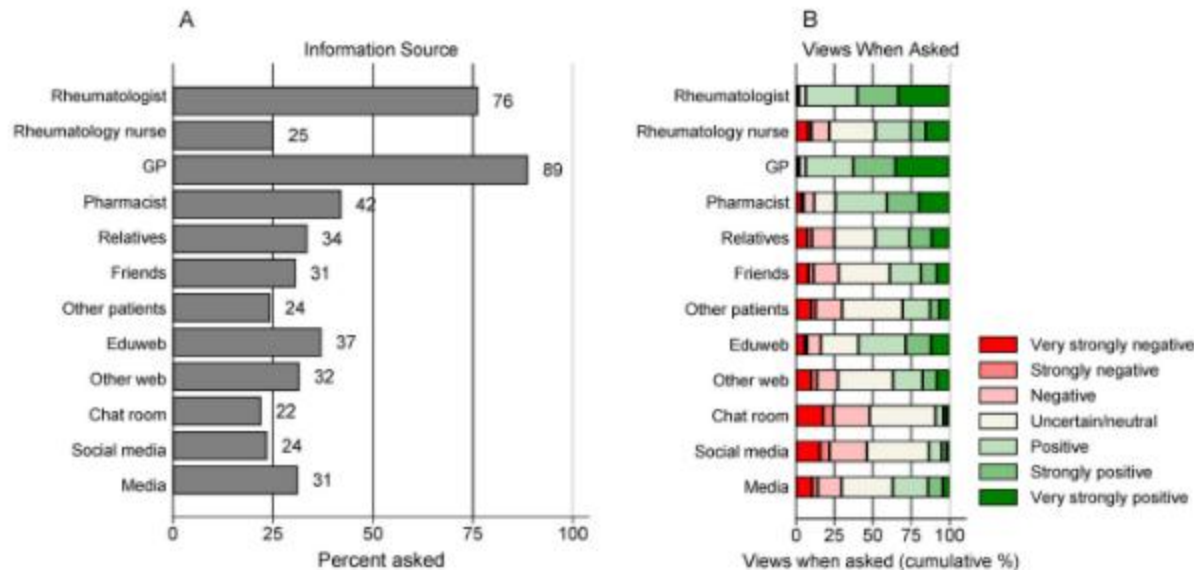 A
Information Source
Rheumatologist
76
Rheumatology nurse
25
GP
89
Pharmacist
42
Relatives
34
Friends
31
Other patients
24
Eduweb
37
Other web
32
Chat room
22
Social media
24
Media
31
0 25 50 75 100
Percent asked
B
Views When Asked
Rheumatologist
Rheumatology nurse
GP
Pharmacist
Relatives
Friends
Other patients
Eduweb
Other web
Chat room
Social media
Media
0 25 50 75 100
Views when asked (cumulative %)
Very strongly negative
Strongly negative
Negative
Uncertain/neutral
Positive
Strongly positive
Very strongly positive